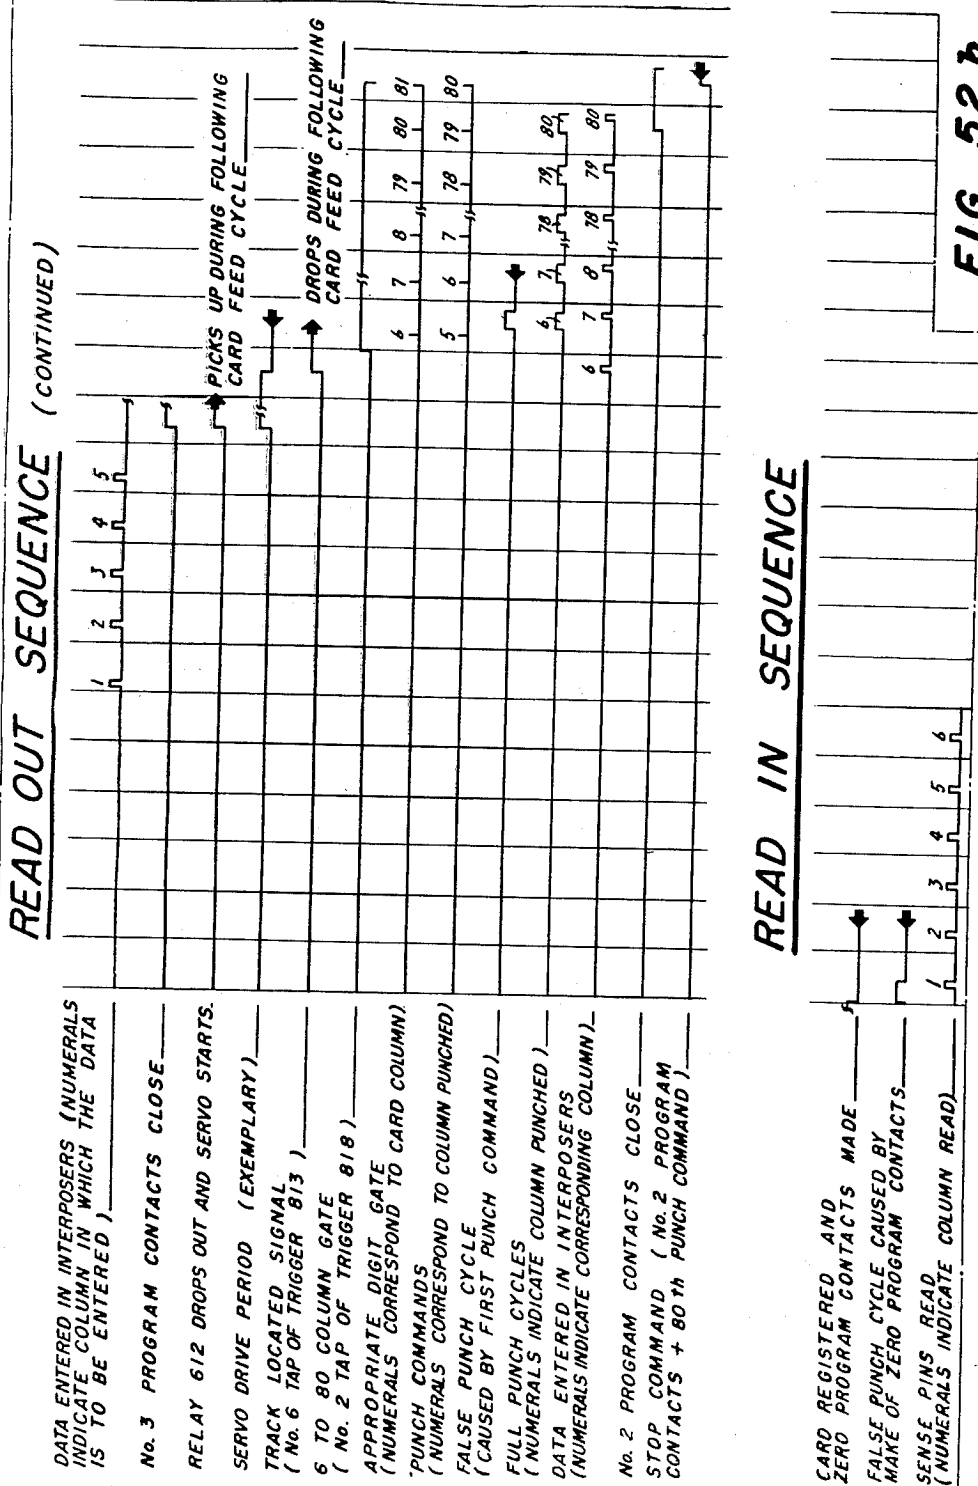 READ OUT SEQUENCE (CONTINUED)
DATA ENTERED IN INTERPOSERS (NUMERALS
INDICATE COLUMN IN WHICH THE DATA
IS TO BE ENTERED )
1 2 3 4 5
No. 3 PROGRAM CONTACTS CLOSE
RELAY 612 DROPS OUT AND SERVO STARTS.
PICKS UP DURING FOLLOWING
CARD FEED CYCLE
SERVO DRIVE PERIOD (EXEMPLARY)
TRACK LOCATED SIGNAL
( No. 6 TAP OF TRIGGER 813 )
DROPS DURING FOLLOWING
CARD FEED CYCLE
6 TO 80 COLUMN GATE
( No. 2 TAP OF TRIGGER 818 )
APPROPRIATE DIGIT GATE
(NUMERALS CORRESPOND TO CARD COLUMN)
6 7 8 79 80 81
PUNCH COMMANDS
( NUMERALS CORRESPOND TO COLUMN PUNCHED)
5 6 7 78 79 80
FALSE PUNCH CYCLE
( CAUSED BY FIRST PUNCH COMMAND)
FULL PUNCH CYCLES
( NUMERALS INDICATE COLUMN PUNCHED )
6 7 78 79 80
DATA ENTERED IN INTERPOSERS
(NUMERALS INDICATE CORRESPONDING COLUMN)
6 7 8 78 79 80
No. 2 PROGRAM CONTACTS CLOSE
STOP COMMAND ( No. 2 PROGRAM
CONTACTS + 80 th PUNCH COMMAND )
READ IN SEQUENCE
CARD REGISTERED AND
ZERO PROGRAM CONTACTS MADE
FALSE PUNCH CYCLE CAUSED BY
MAKE OF ZERO PROGRAM CONTACTS
SENSE PINS READ
( NUMERALS INDICATE COLUMN READ)
1 2 3 4 5 6
FIG. 52